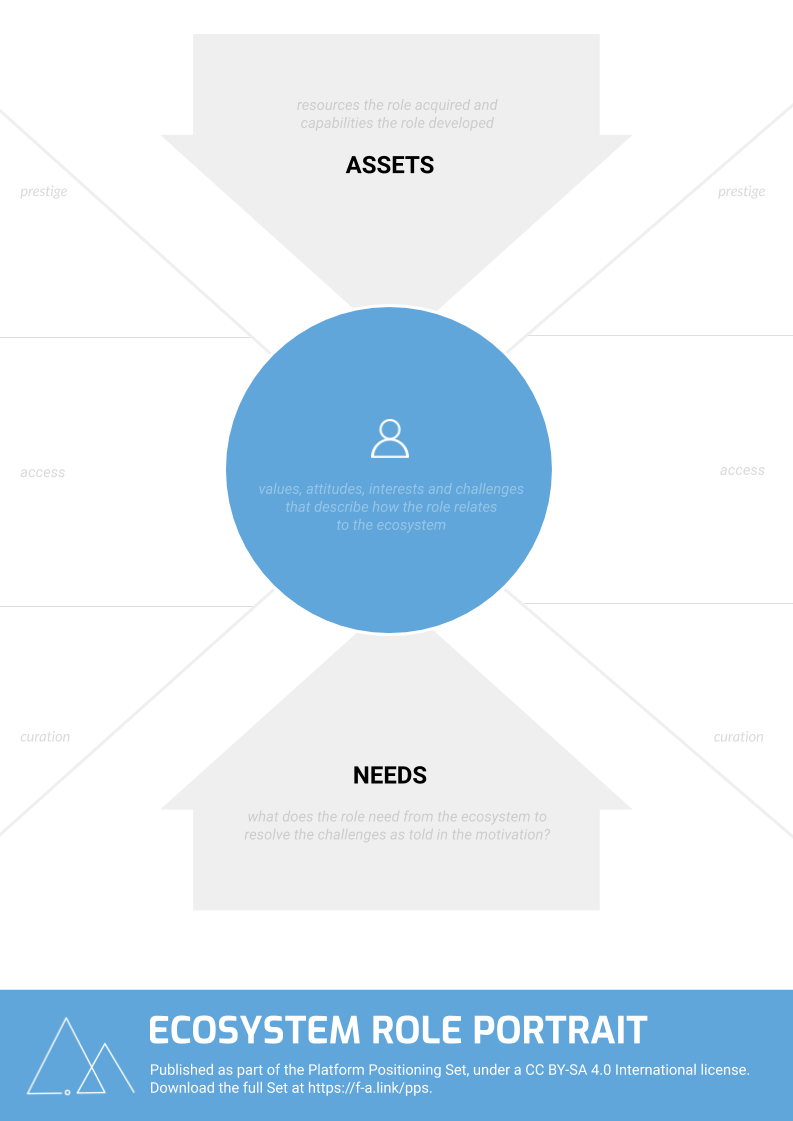 resources the role acquired and
capabilities the role developed
ASSETS
prestige
prestige
access
access
values, attitudes, interests and challenges
that describe how the role relates
to the ecosystem
curation
curation
NEEDS
what does the role need from the ecosystem to
resolve the challenges as told in the motivation?
ECOSYSTEM ROLE PORTRAIT
Published as part of the Platform Positioning Set, under a CC BY-SA 4.0 International license.
Download the full Set at https://f-a.link/pps.